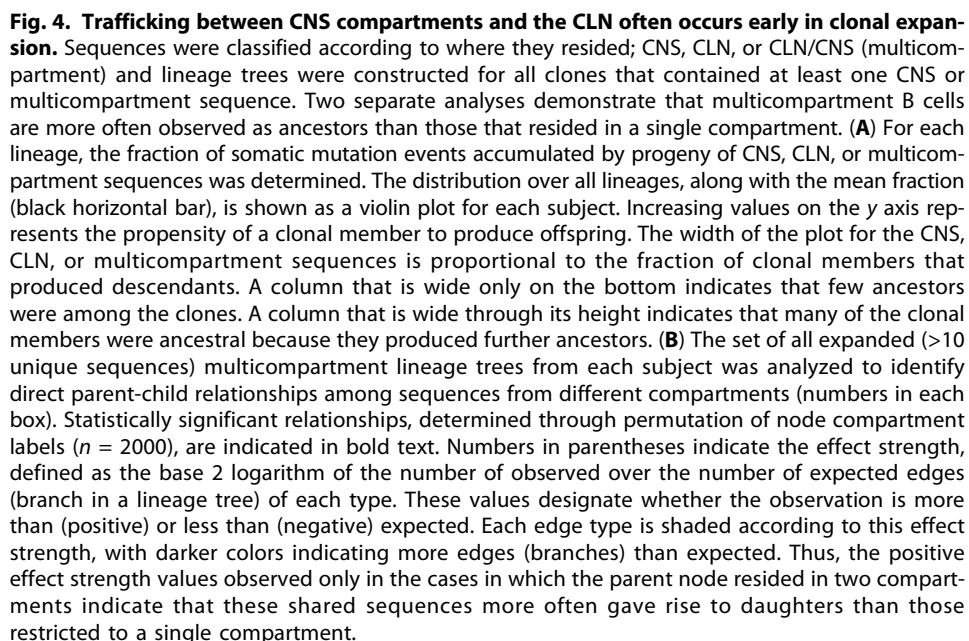 Fig. 4. Trafficking between CNS compartments and the CLN often occurs early in clonal expan-
sion. Sequences were classified according to where they resided; CNS, CLN, or CLN/CNS (multicom-
partment) and lineage trees were constructed for all clones that contained at least one CNS or
multicompartment sequence. Two separate analyses demonstrate that multicompartment B cells
are more often observed as ancestors than those that resided in a single compartment. (A) For each
lineage, the fraction of somatic mutation events accumulated by progeny of CNS, CLN, or multicom-
partment sequences was determined. The distribution over all lineages, along with the mean fraction
(black horizontal bar), is shown as a violin plot for each subject. Increasing values on the y axis rep-
resents the propensity of a clonal member to produce offspring. The width of the plot for the CNS,
CLN, or multicompartment sequences is proportional to the fraction of clonal members that
produced descendants. A column that is wide only on the bottom indicates that few ancestors
were among the clones. A column that is wide through its height indicates that many of the clonal
members were ancestral because they produced further ancestors. (B) The set of all expanded (>10
unique sequences) multicompartment lineage trees from each subject was analyzed to identify
direct parent-child relationships among sequences from different compartments (numbers in each
box). Statistically significant relationships, determined through permutation of node compartment
labels (n = 2000), are indicated in bold text. Numbers in parentheses indicate the effect strength,
defined as the base 2 logarithm of the number of observed over the number of expected edges
(branch in a lineage tree) of each type. These values designate whether the observation is more
than (positive) or less than (negative) expected. Each edge type is shaded according to this effect
strength, with darker colors indicating more edges (branches) than expected. Thus, the positive
effect strength values observed only in the cases in which the parent node resided in two compart-
ments indicate that these shared sequences more often gave rise to daughters than those
restricted to a single compartment.